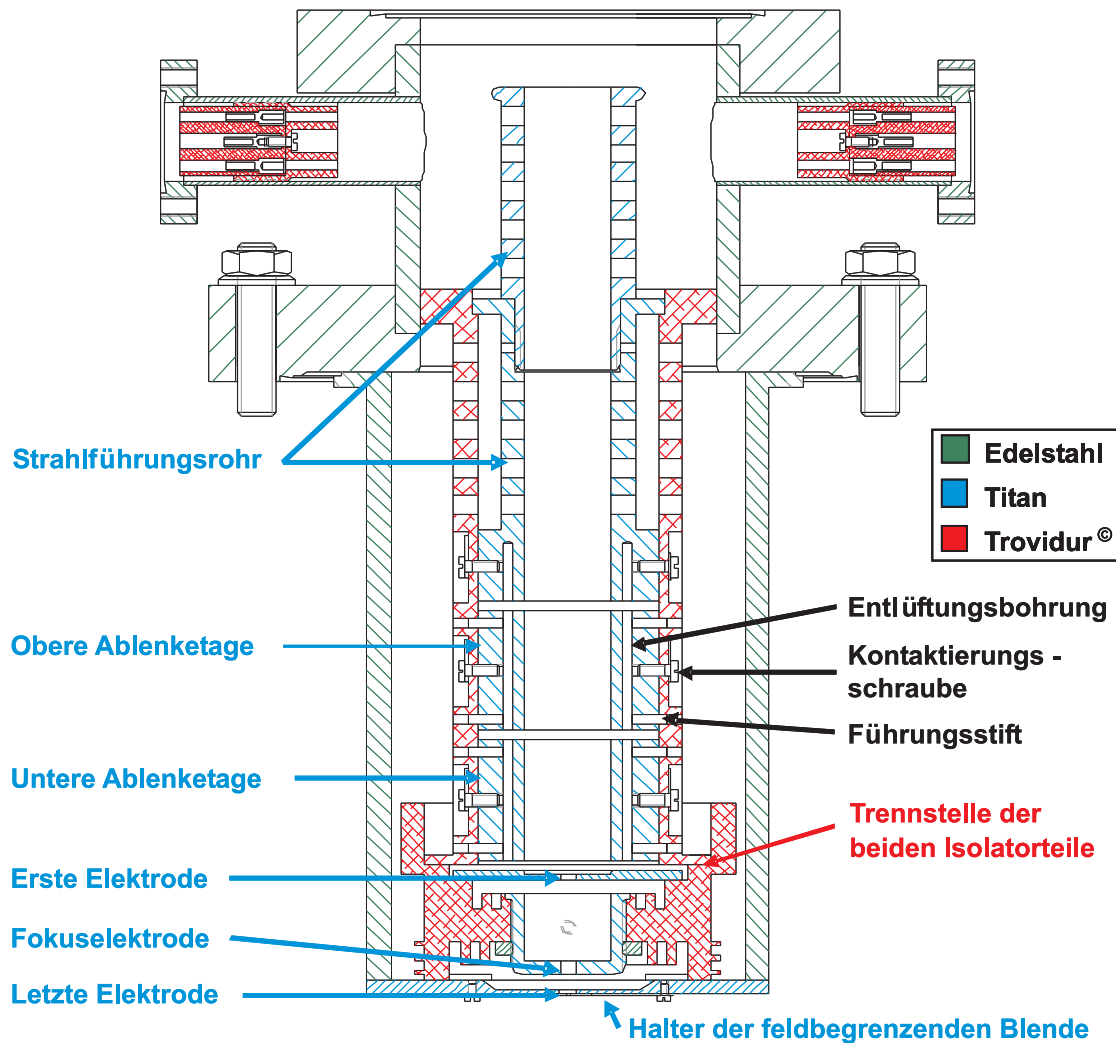 Strahlführungsrohr
Edelstahl
Titan
Trovidur ©
Entlüftungsbohrung
Obere Ablenketage
Kontaktierungs -
schraube
Führungsstift
Untere Ablenketage
Trennstelle der
beiden Isolatorteile
Erste Elektrode
Fokuselektrode
Letzte Elektrode
Halter der feldbegrenzenden Blende